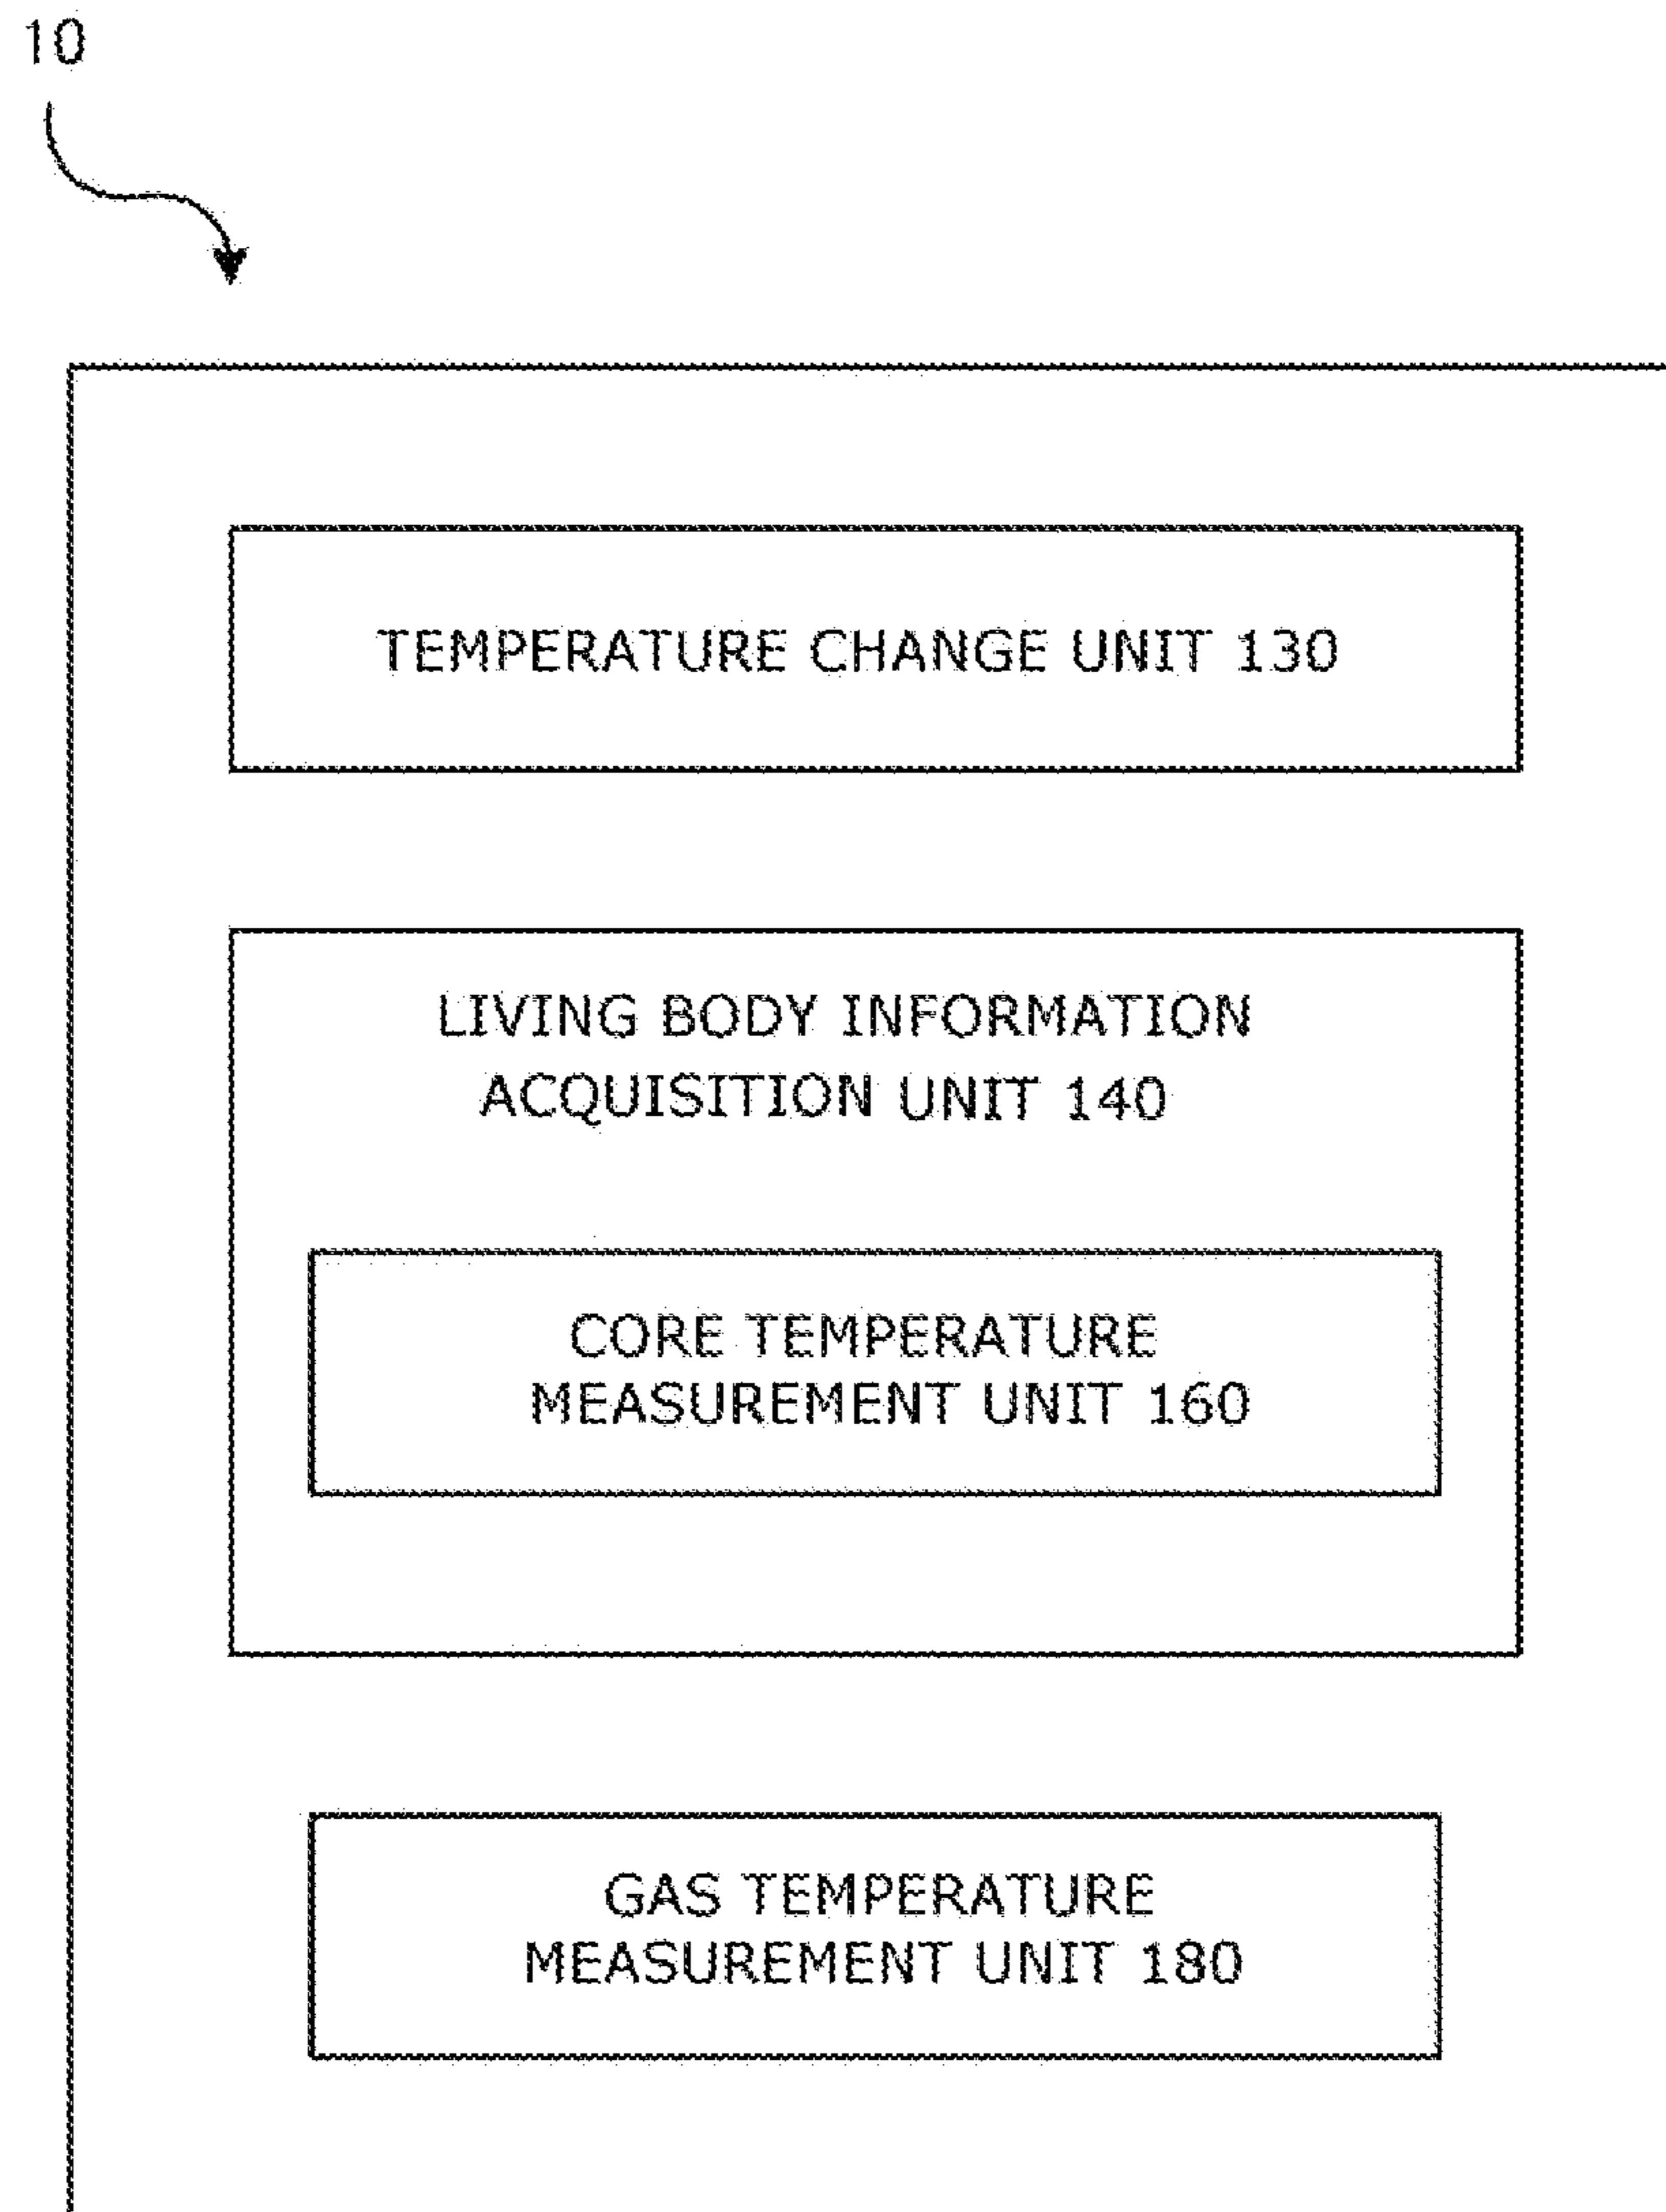 10
TEMPERATURE CHANGE UNIT 130
LIVING BODY INFORMATION
ACQUISITION UNIT 140
CORE TEMPERATURE
MEASUREMENT UNIT 160
GAS TEMPERATURE
MEASUREMENT UNIT 180